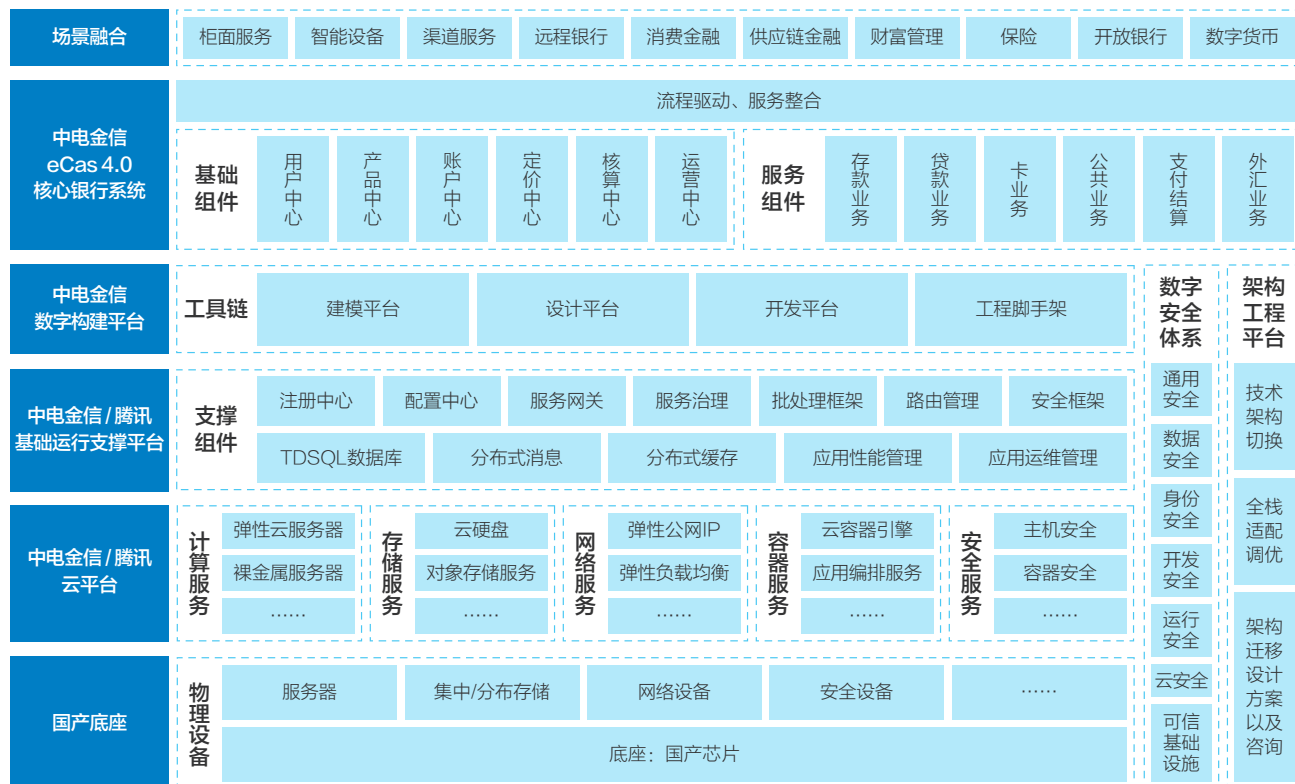 场景融合
柜面服务
智能设备
渠道服务
远程银行
消费金融
供应链金融
财富管理
保险
开放银行
数字货币
中电金信
eCas 4.0
核心银行系统
流程驱动、服务整合
基础
组件
用户中心
产品中心
账户中心
定价中心
核算中心
运营中心
服务
组件
存款业务
贷款业务
卡业务
公共业务
支付结算
外汇业务
中电金信
数字构建平台
工具链
建模平台
设计平台
开发平台
工程脚手架
中电金信/腾讯
基础运行支撑平台
支撑
组件
注册中心
配置中心
服务网关
服务治理
批处理框架
路由管理
安全框架
TDSQL数据库
分布式消息
分布式缓存
应用性能管理
应用运维管理
中电金信/腾讯
云平台
计算服务
弹性云服务器
裸金属服务器
……
存储服务
云硬盘
对象存储服务
……
网络服务
弹性公网IP
弹性负载均衡
……
容器服务
云容器引擎
应用编排服务
……
安全服务
主机安全
容器安全
……
国产底座
物理设备
服务器
集中/分布存储
网络设备
安全设备
……
底座：国产芯片
数字
安全
体系
通用
安全
数据
安全
身份
安全
开发
安全
运行
安全
云安全
可信
基础
设施
架构
工程
平台
技术
架构
切换
全栈
适配
调优
架构
迁移
设计
方案
以及
咨询